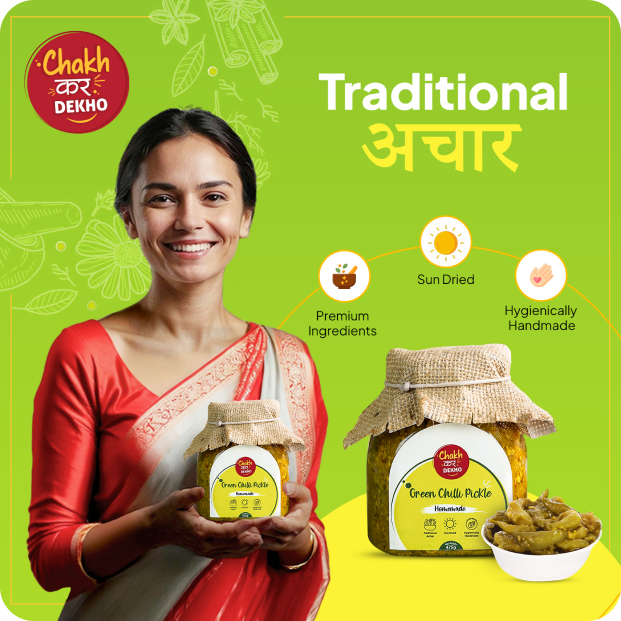 Chakh
कर
DEKHO
Traditional
अचार
Sun Dried
Premium
Ingredients
Hygienically
Handmade
Chakh
कर
DEKHO
Green Chilli Pickle
Homemade
Chakh
कर
DEKHO
Green Chilli Pickle
Homemade